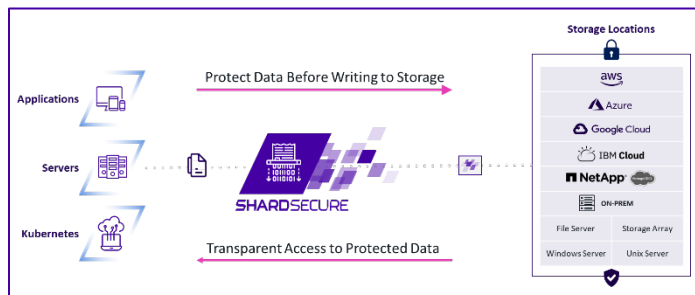 Storage Locations
Protect Data Before Writing to Storage
Applications
Servers
Kubernetes
SHARDSECURE
Transparent Access to Protected Data
aws
Azure
Google Cloud
IBM Cloud
NetApp
ON-PREM
File Server
Storage Array
Windows Server
Unix Server